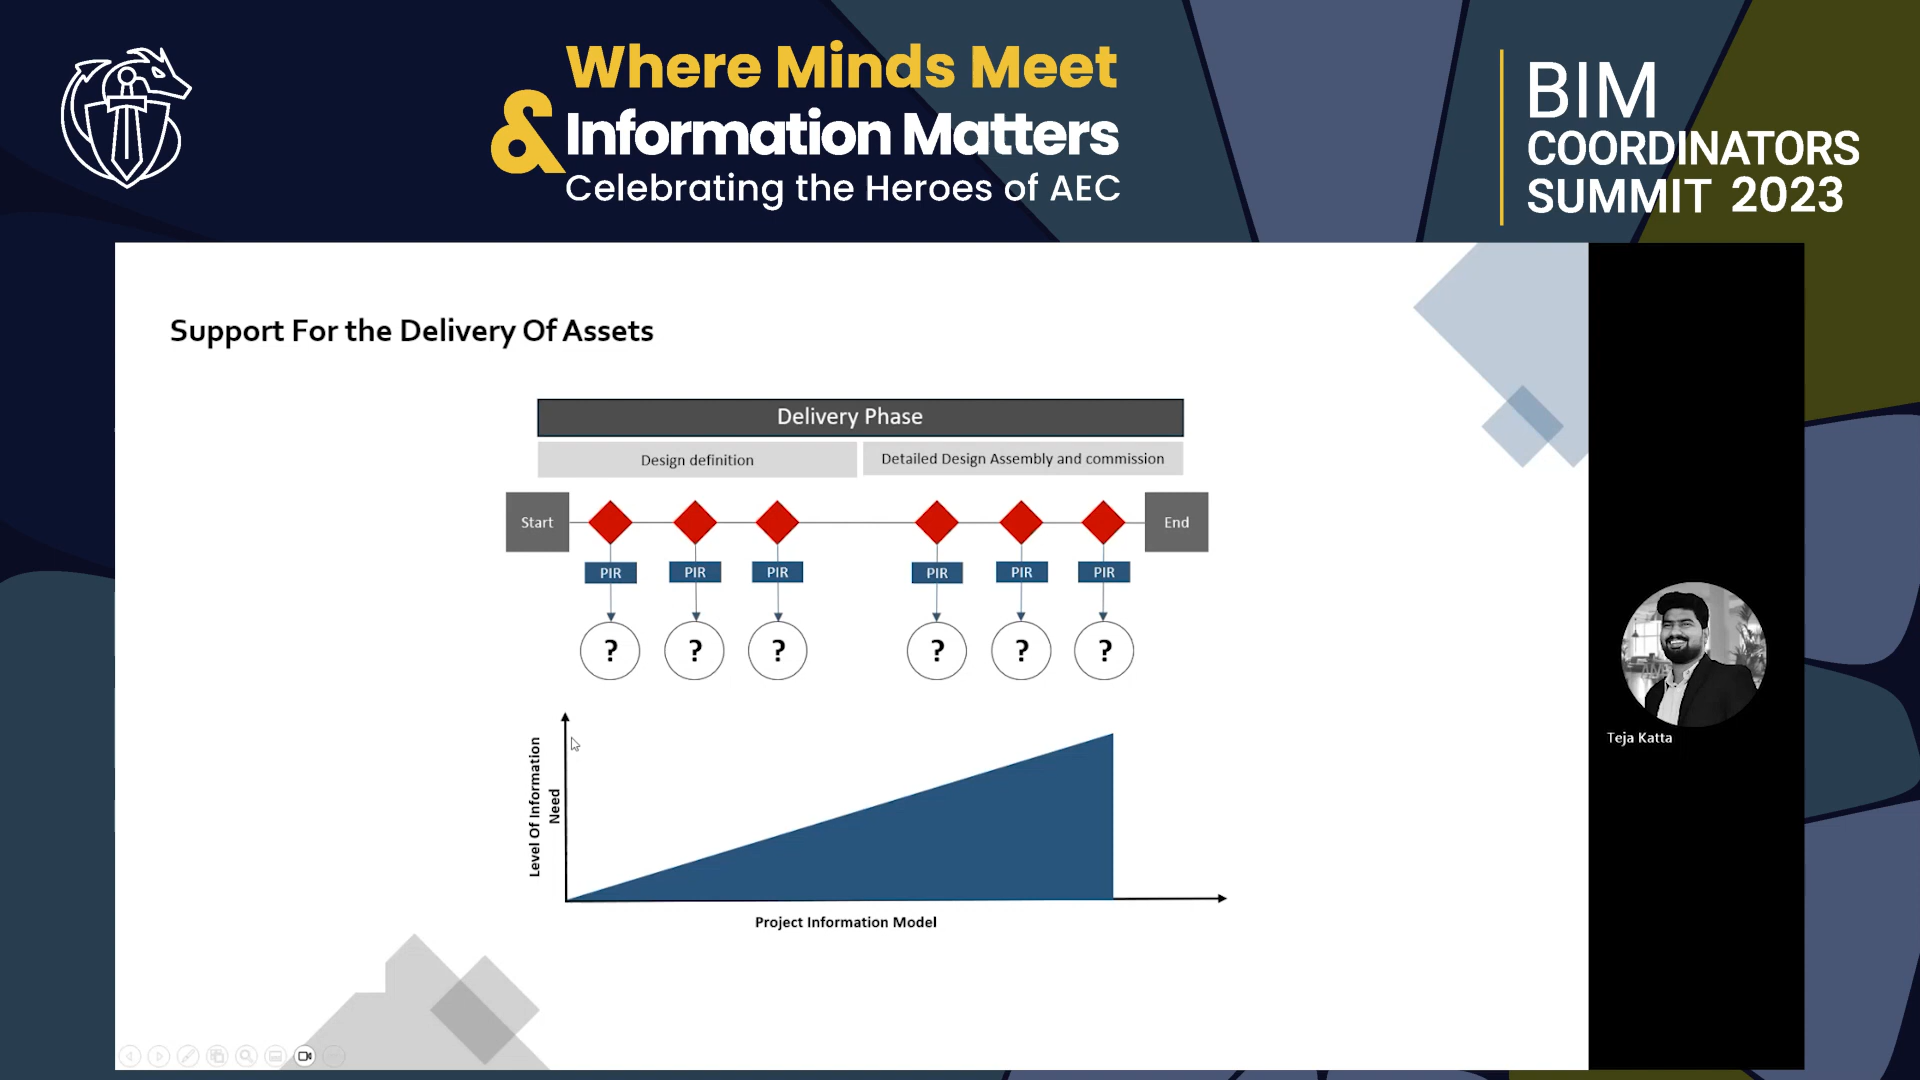 Where Minds Meet
& Information Matters
Celebrating the Heroes of AEC
BIM
COORDINATORS
SUMMIT 2023
Support For the Delivery Of Assets
Delivery Phase
Design definition
Detailed Design Assembly and commission
Start
End
PIR PIR PIR PIR PIR PIR
? ? ? ? ? ?
Level Of Information
Need
Project Information Model
Teja Katta